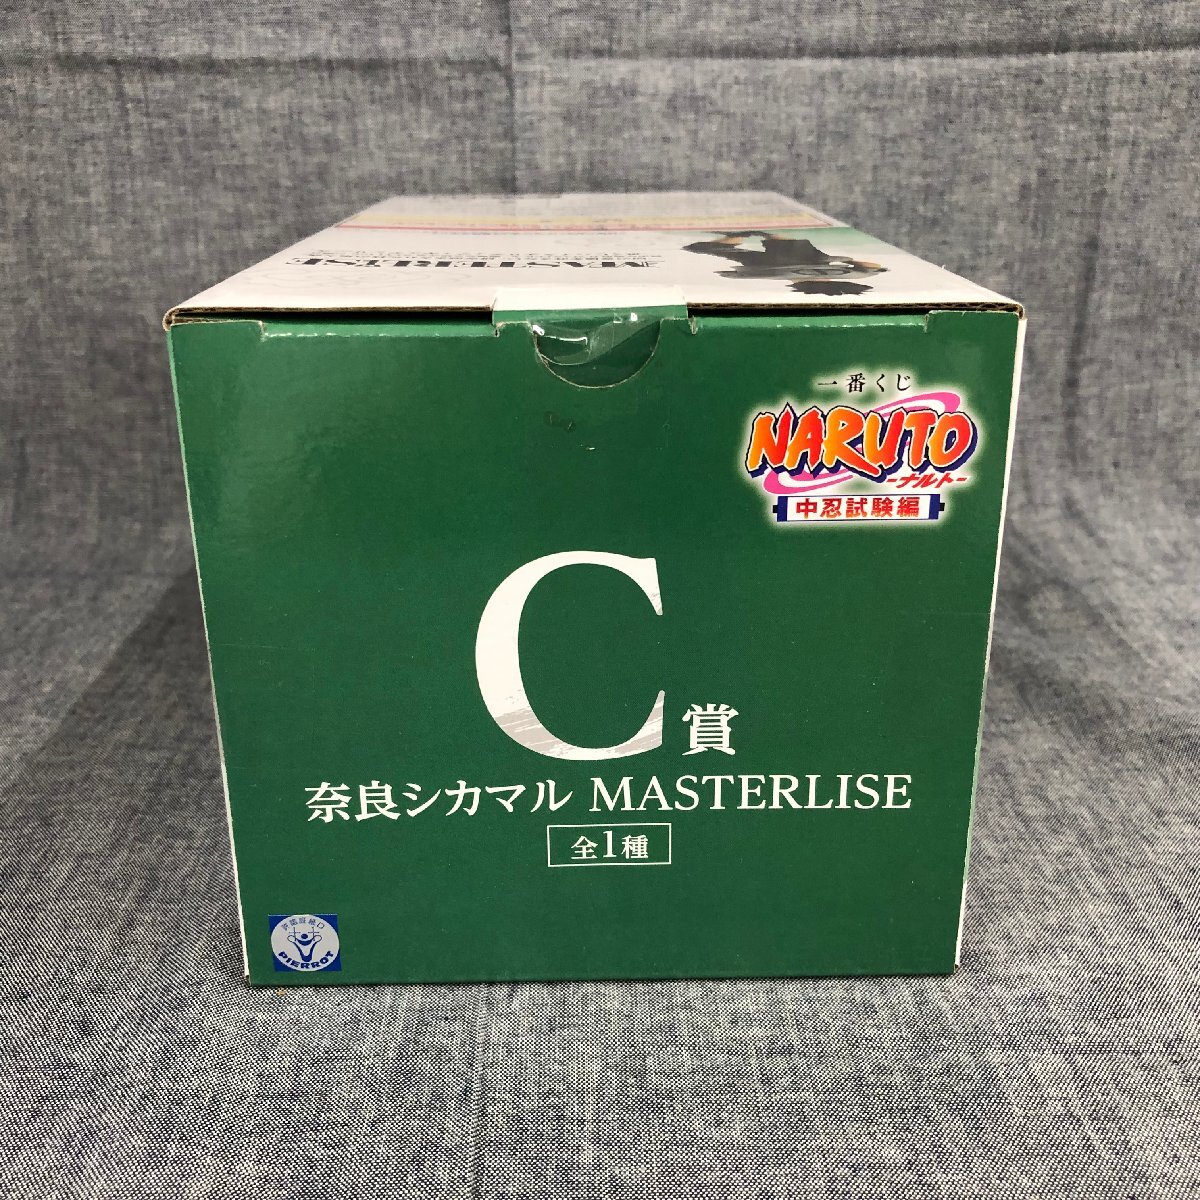 MASTERLISE
一番くじ
NARUTO
-ナルト-
中忍試験編
C賞
奈良シカマル MASTERLISE
全1種
PIERROT